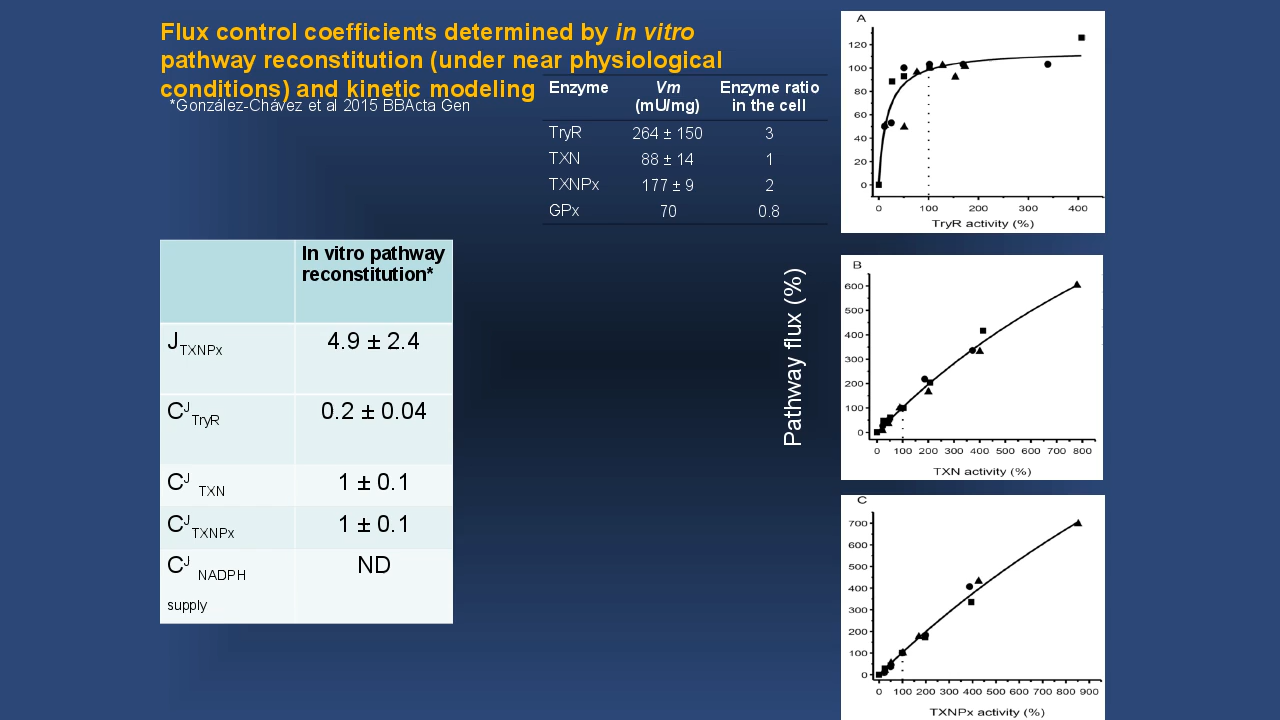 Flux control coefficients determined by in vitro
pathway reconstitution (under near physiological
conditions) and kinetic modeling
*González-Chávez et al 2015 BBActa Gen
Enzyme Vm (mU/mg) Enzyme ratio in the cell
TryR 264 ± 150 3
TXN 88 ± 14 1
TXNPx 177 ± 9 2
GPx 70 0.8
In vitro pathway
reconstitution*
J TXNPx 4.9 ± 2.4
C J TryR 0.2 ± 0.04
C J TXN 1 ± 0.1
C J TXNPx 1 ± 0.1
C J NADPH ND
supply
Pathway flux (%)
A
120
100
80
60
40
20
0
0 100 200 300 400
TryR activity (%)
B
600
500
400
300
200
100
0
0 100 200 300 400 500 600 700 800
TXN activity (%)
C
700
600
500
400
300
200
100
0
0 100 200 300 400 500 600 700 800 900
TXNPx activity (%)